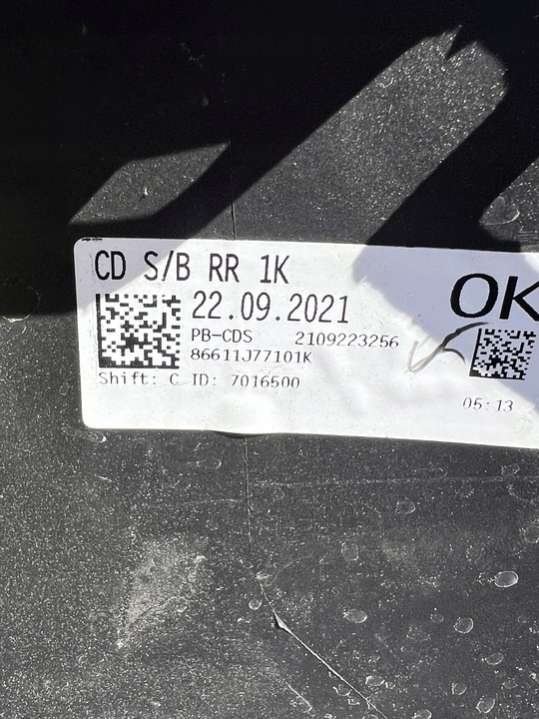 CD S/B RR 1K
OK
22.09.2021
PB-CDS 2109223256
86611J77101K
Shift: C ID: 7016500
05:13